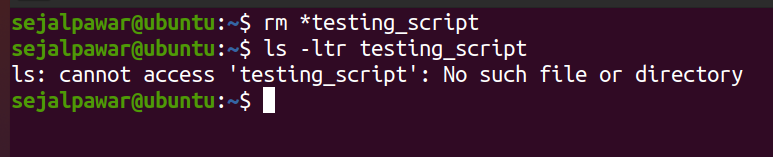 sejalpawar@ubuntu:~$ rm *testing_script
sejalpawar@ubuntu:~$ ls -ltr testing_script
ls: cannot access 'testing_script': No such file or directory
sejalpawar@ubuntu:~$